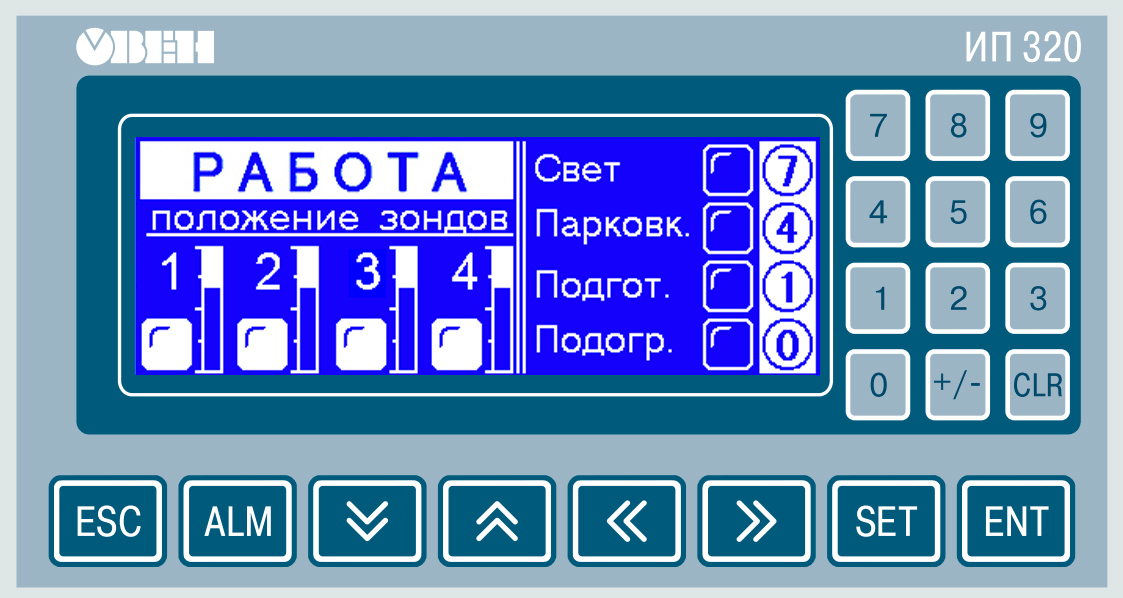 ОВЕН
ИП 320
РАБОТА
положение зондов
1 2 3 4
Свет 7
Парковк. 4
Подгот. 1
Подогр. 0
7 8 9
4 5 6
1 2 3
0 +/- CLR
ESC ALM SET ENT